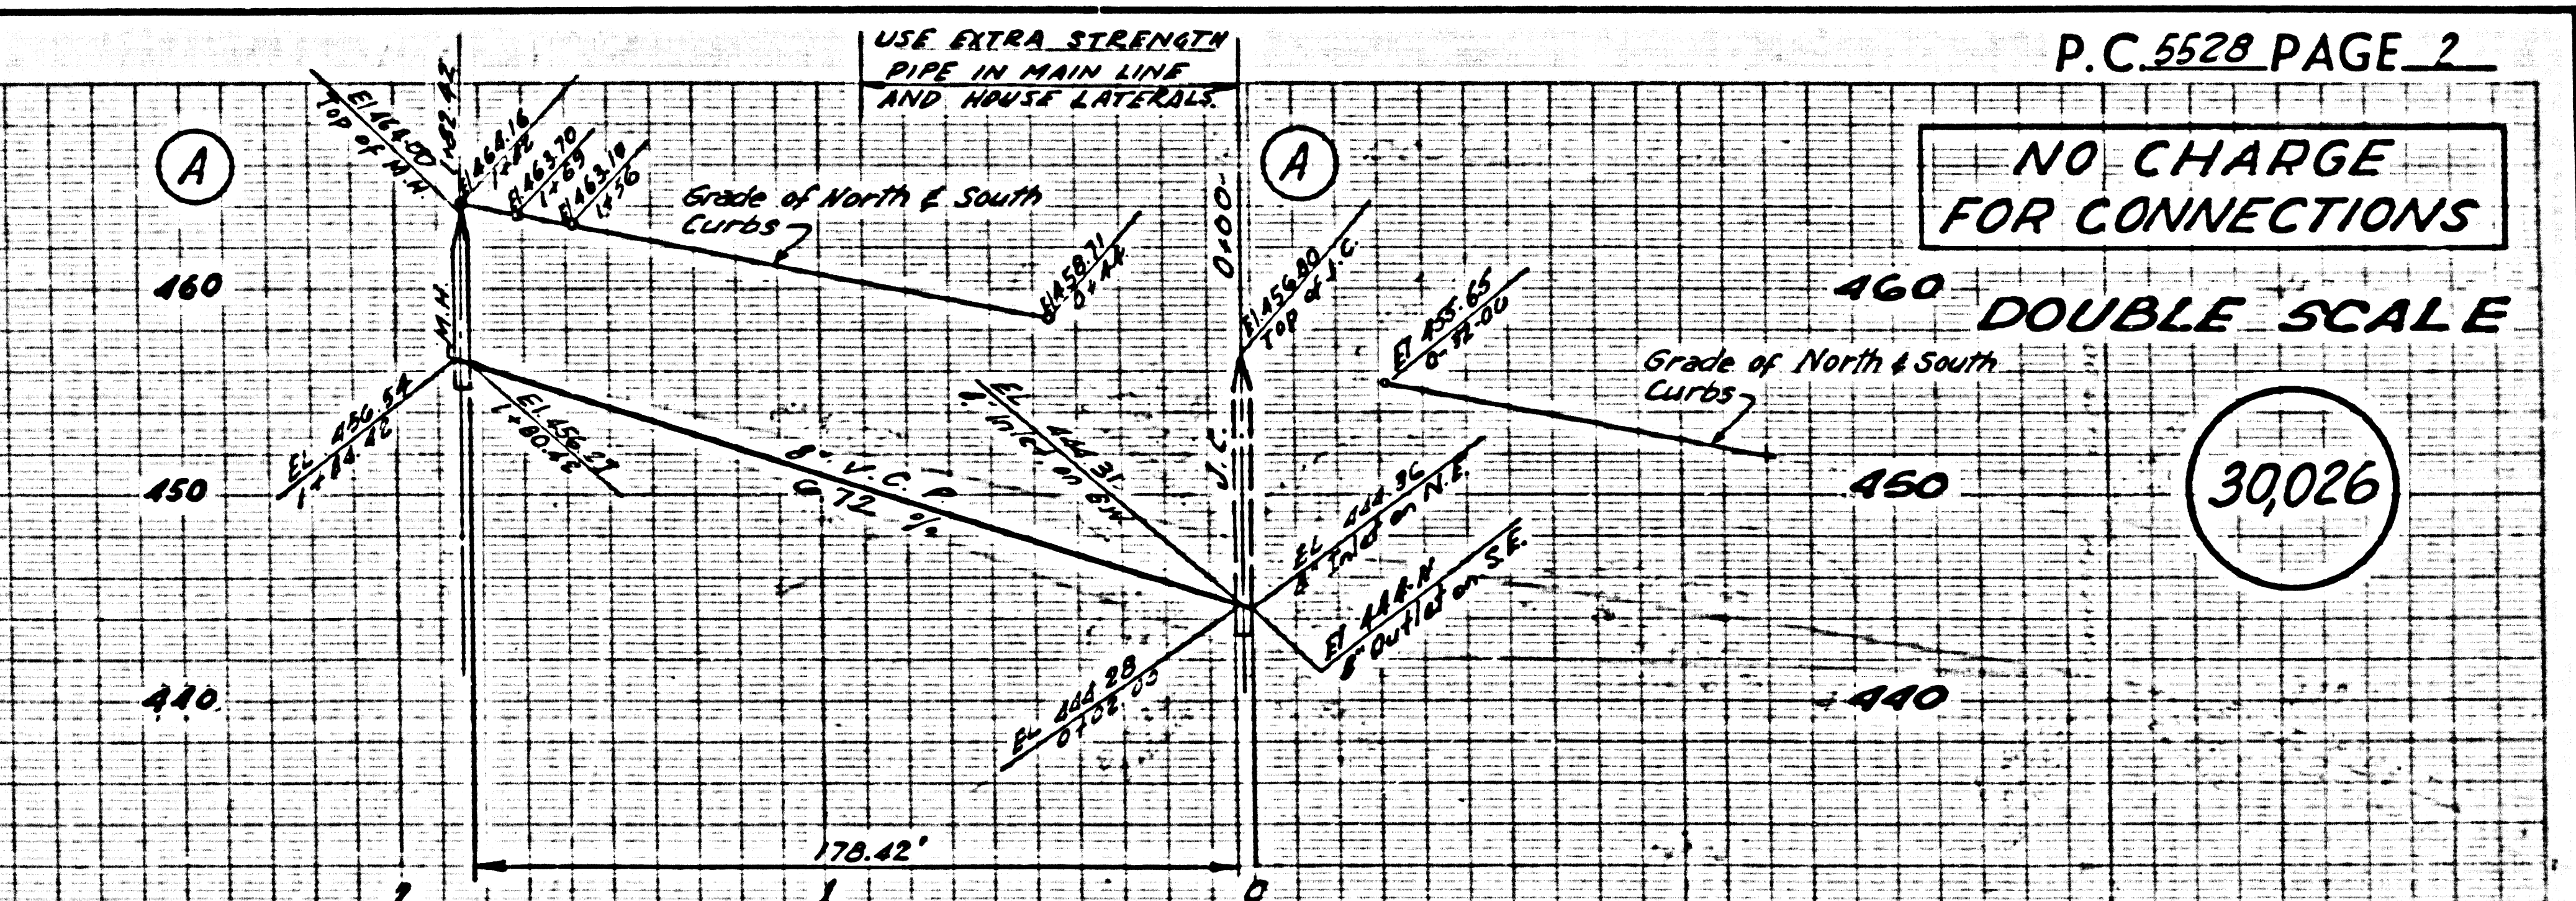 USE EXTRA STRENGTH
PIPE IN MAIN LINE
AND HOUSE LATERALS.
P.C. 5528 PAGE 2
NO CHARGE
FOR CONNECTIONS
DOUBLE SCALE
30,026
A
El. 464.00
Top of M.H.
1+82.42
El. 464.16
1+82
El. 463.70
1+69
El. 463.10
1+56
Grade of North & South
Curbs
El. 458.71
0+44
A
0+00
El. 456.80
Top of J.C.
El. 455.65
Grade of North & South
Curbs
460
460
M.H.
EL 456.54
1+84.42
El. 456.27
1+80.42
8" V.C.P.
6.72 %
EL 444.31
Inlet on
J.C.
EL 444.36
Inlet on N.E.
El.
8" Outlet on S.E.
EL 444.28
0+02.00
450
450
440
440
178.42'
2
1
0